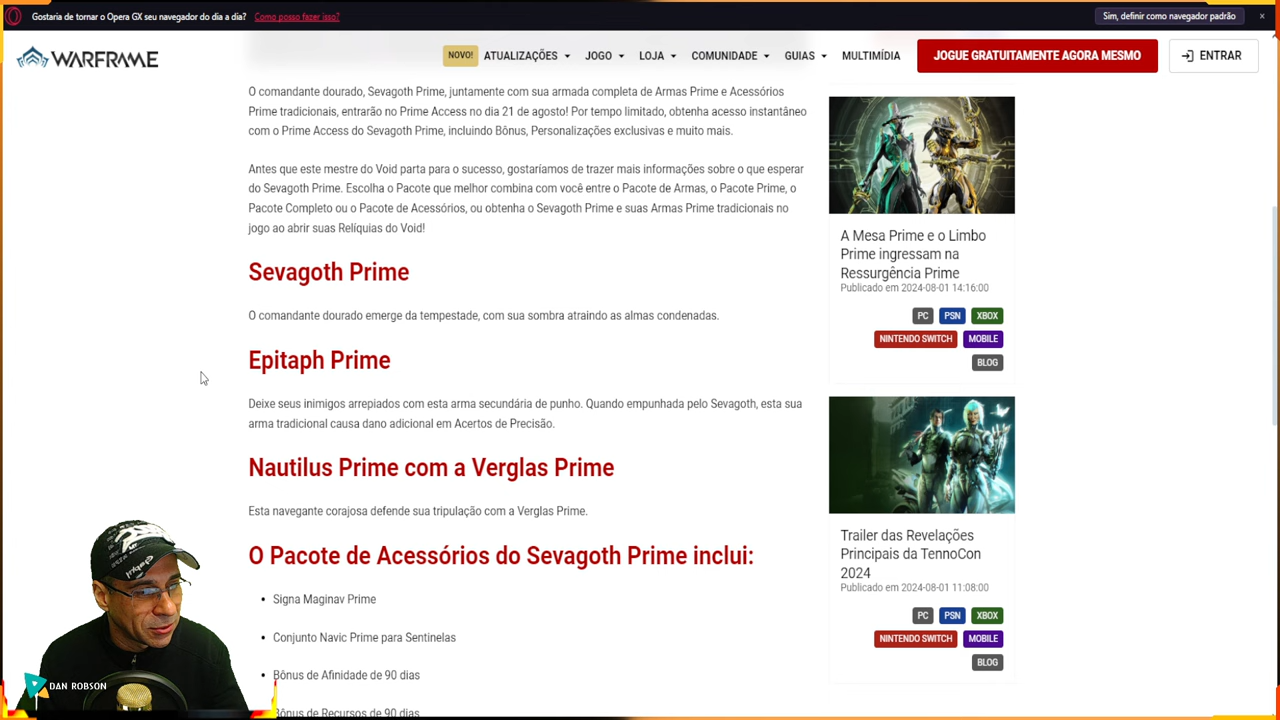 Gostaria de tornar o Opera GX seu navegador do dia a dia? Como posso fazer isso? Sim, definir como navegador padrão
WARFRAME NOVO! ATUALIZAÇÕES JOGO LOJA COMUNIDADE GUIAS MULTIMÍDIA JOGUE GRATUITAMENTE AGORA MESMO ENTRAR
O comandante dourado, Sevagoth Prime, juntamente com sua armada completa de Armas Prime e Acessórios
Prime tradicionais, entrarão no Prime Access no dia 21 de agosto! Por tempo limitado, obtenha acesso instantâneo
com o Prime Access do Sevagoth Prime, incluindo Bônus, Personalizações exclusivas e muito mais.
Antes que este mestre do Void parta para o sucesso, gostaríamos de trazer mais informações sobre o que esperar
do Sevagoth Prime. Escolha o Pacote que melhor combina com você entre o Pacote de Armas, o Pacote Prime, o
Pacote Completo ou o Pacote de Acessórios, ou obtenha o Sevagoth Prime e suas Armas Prime tradicionais no
jogo ao abrir suas Relíquias do Void!
Sevagoth Prime
O comandante dourado emerge da tempestade, com sua sombra atraindo as almas condenadas.
Epitaph Prime
Deixe seus inimigos arrepiados com esta arma secundária de punho. Quando empunhada pelo Sevagoth, esta sua
arma tradicional causa dano adicional em Acertos de Precisão.
Nautilus Prime com a Verglas Prime
Esta navegante corajosa defende sua tripulação com a Verglas Prime.
O Pacote de Acessórios do Sevagoth Prime inclui:
• Signa Maginav Prime
• Conjunto Navic Prime para Sentinelas
• Bônus de Afinidade de 90 dias
Bônus de Recursos de 90 dias
A Mesa Prime e o Limbo
Prime ingressam na
Ressurgência Prime
Publicado em 2024-08-01 14:16:00
PC PSN XBOX
NINTENDO SWITCH MOBILE
BLOG
Trailer das Revelações
Principais da TennoCon
2024
Publicado em 2024-08-01 11:08:00
PC PSN XBOX
NINTENDO SWITCH MOBILE
BLOG
DAN ROBSON